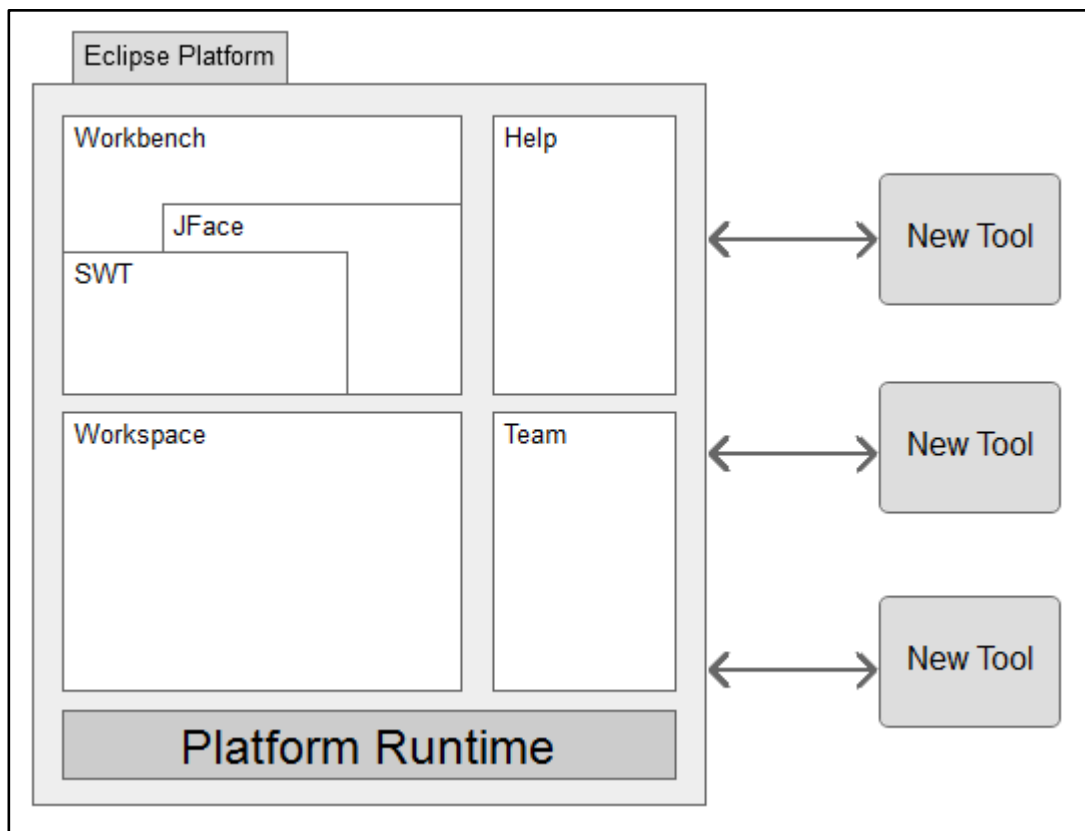 Eclipse Platform
Workbench
Help
JFace
SWT
Workspace
Team
Platform Runtime
New Tool
New Tool
New Tool